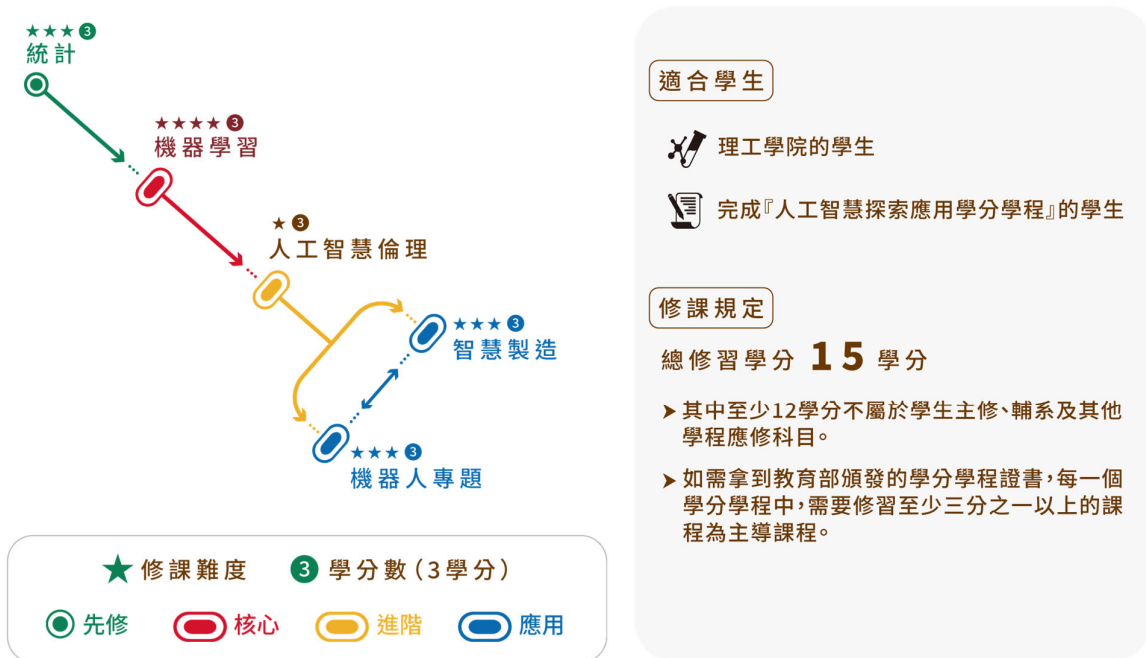 ★★★❸
統計
★★★★❸
機器學習
★❸
人工智慧倫理
★★★❸
智慧製造
★★★❸
機器人專題
★修課難度 ❸學分數(3學分)
先修 核心 進階 應用
適合學生
理工學院的學生
完成『人工智慧探索應用學分學程』的學生
修課規定
總修習學分 15 學分
➤其中至少12學分不屬於學生主修、輔系及其他
學程應修科目。
➤如需拿到教育部頒發的學分學程證書,每一個
學分學程中,需要修習至少三分之一以上的課
程為主導課程。